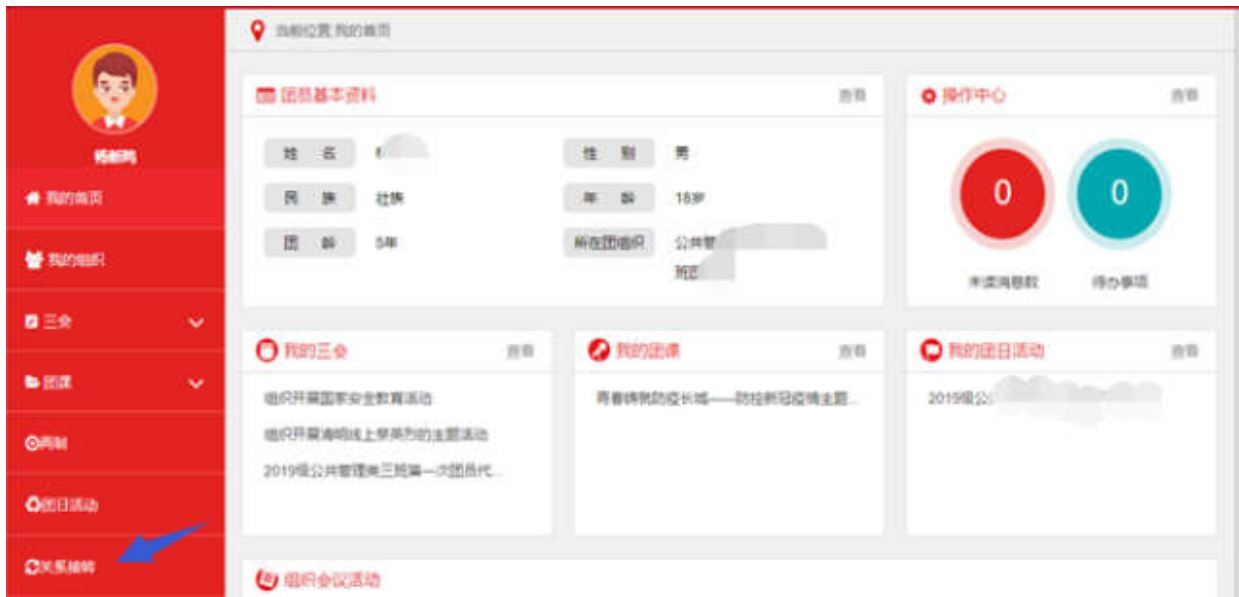 当前位置:我的首页
团员基本资料 查看
操作中心 查看
姓 名
性 别 男
民 族 壮族
年 龄 18岁
团 龄 5年
所在团组织 公共管
班
0
0
未读消息数 待办事项
我的首页
我的组织
三会
团课
两制
团日活动
关系接转
我的三会 查看
组织开展国家安全教育活动
组织开展清明线上祭英烈的主题活动
2019级公共管理类三班第一次团员代...
我的团课 查看
青春铸就防疫长城——防控新冠疫情主题...
我的团日活动 查看
2019级公
组织会议活动